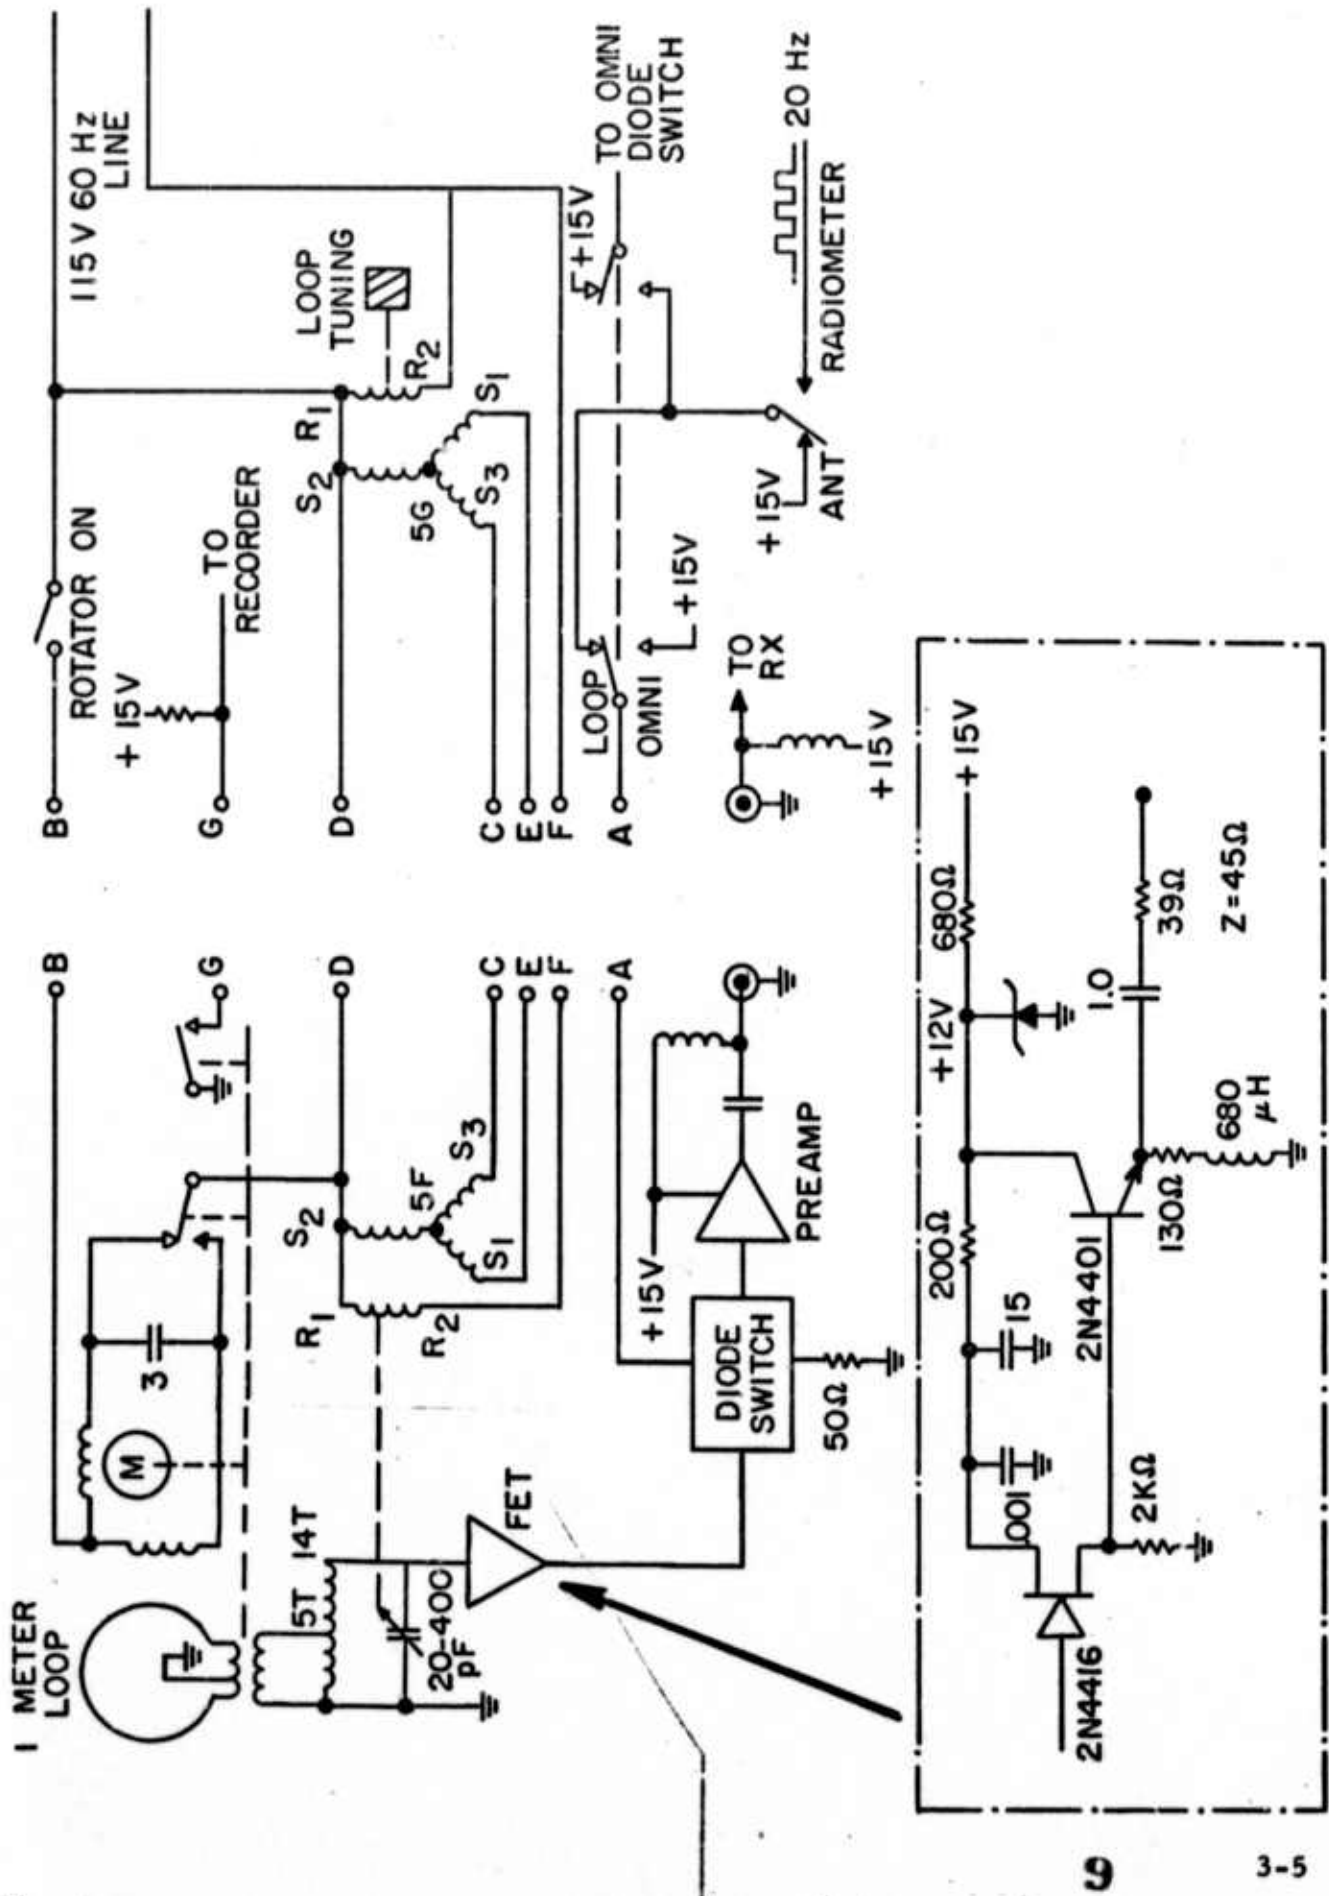 1 METER
LOOP
M
3
B
G
5T 14T
20-400
pF
FET
R1
R2
S2
5F
S1
S3
D
C
E
F
A
+15V
DIODE
SWITCH
50Ω
PREAMP
B
ROTATOR ON
115V 60 Hz
LINE
G
+15V
TO
RECORDER
D
S2
R1
R2
5G
S3
S1
LOOP
TUNING
C
E
F
A
LOOP
OMNI
+15V
+15V
TO OMNI
DIODE
SWITCH
TO
RX
+15V
+15V
ANT
RADIOMETER
20 Hz
2N4416
.001
15
200Ω
+12V
680Ω
+15V
2KΩ
2N4401
130Ω
680
μH
1.0
39Ω
Z=45Ω
9
3-5